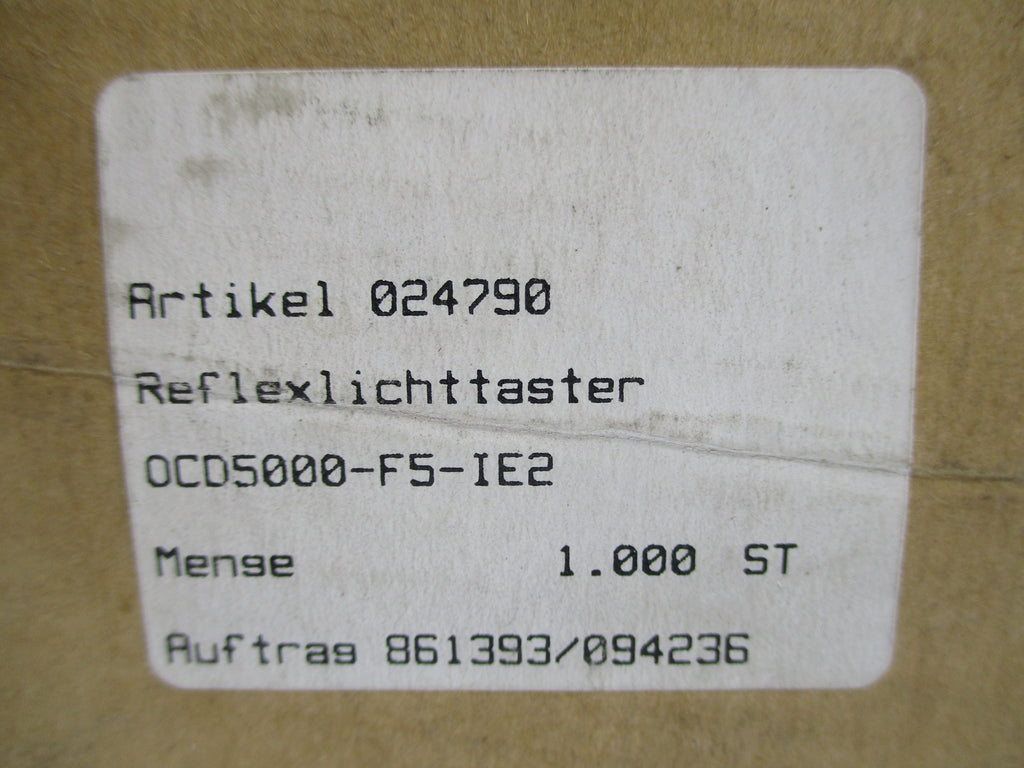 Artikel 024790
Reflexlichttaster
OCD5000-F5-IE2
Menge 1.000 ST
Auftrag 861393/094236